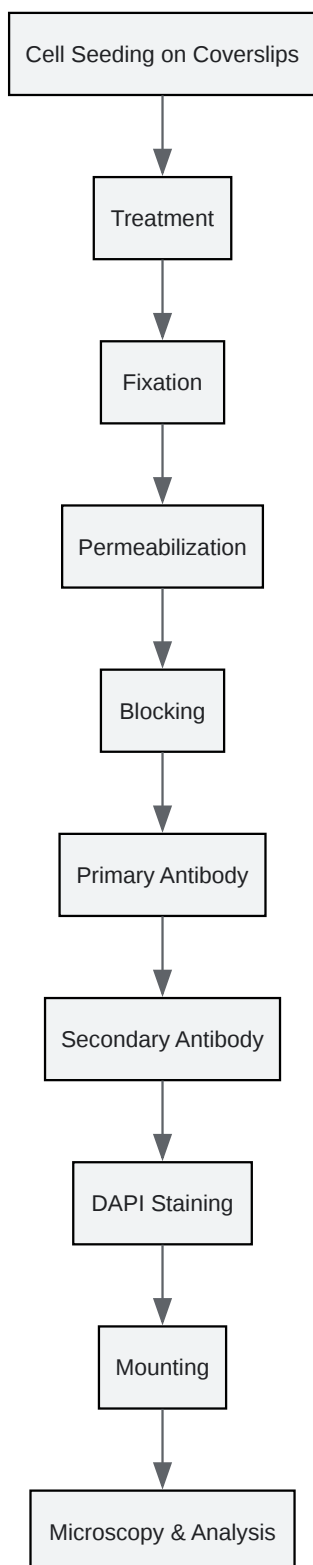 Cell Seeding on Coverslips
Treatment
Fixation
Permeabilization
Blocking
Primary Antibody
Secondary Antibody
DAPI Staining
Mounting
Microscopy & Analysis